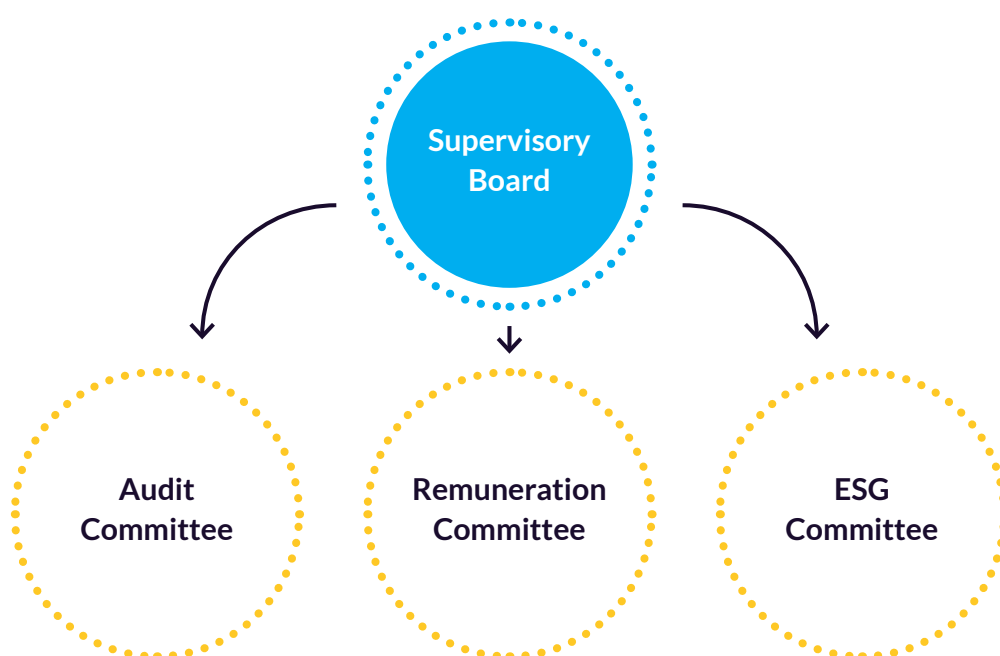 Supervisory
Board
Audit
Committee
Remuneration
Committee
ESG
Committee